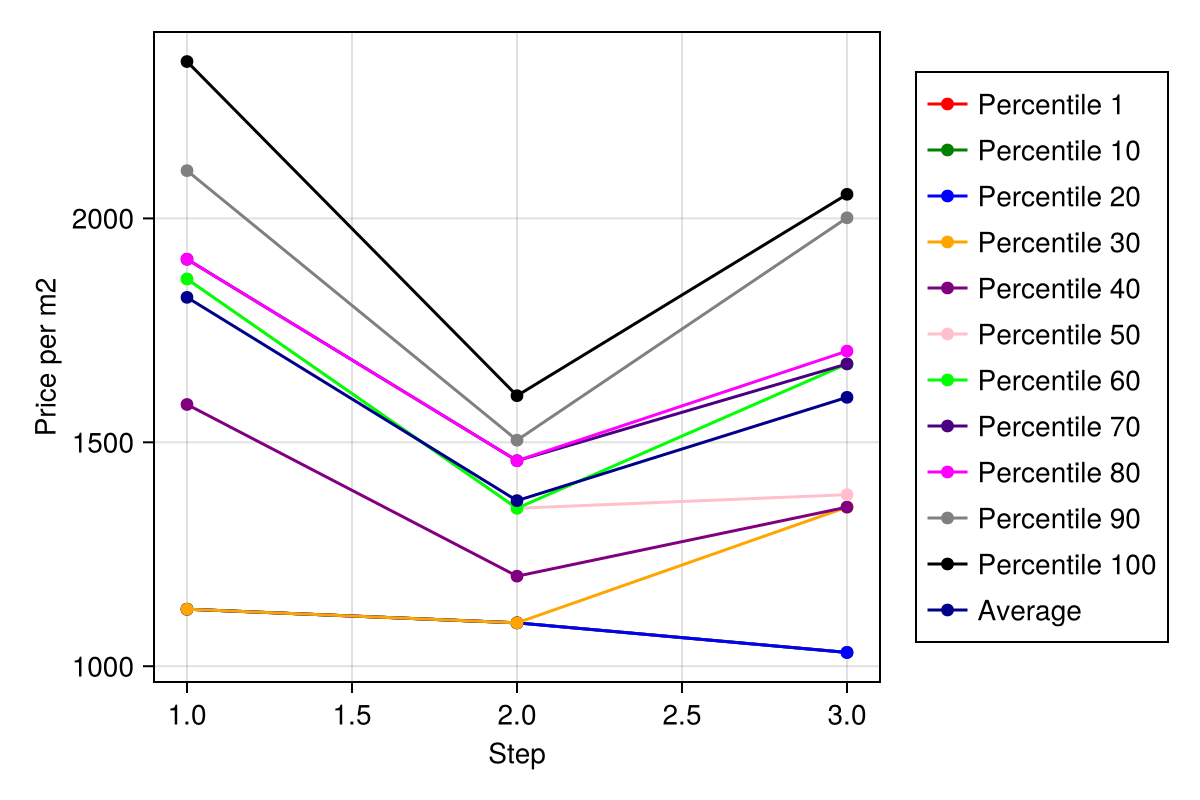 Price per m2
2000
1500
1000
1.0 1.5 2.0 2.5 3.0
Step
Percentile 1
Percentile 10
Percentile 20
Percentile 30
Percentile 40
Percentile 50
Percentile 60
Percentile 70
Percentile 80
Percentile 90
Percentile 100
Average